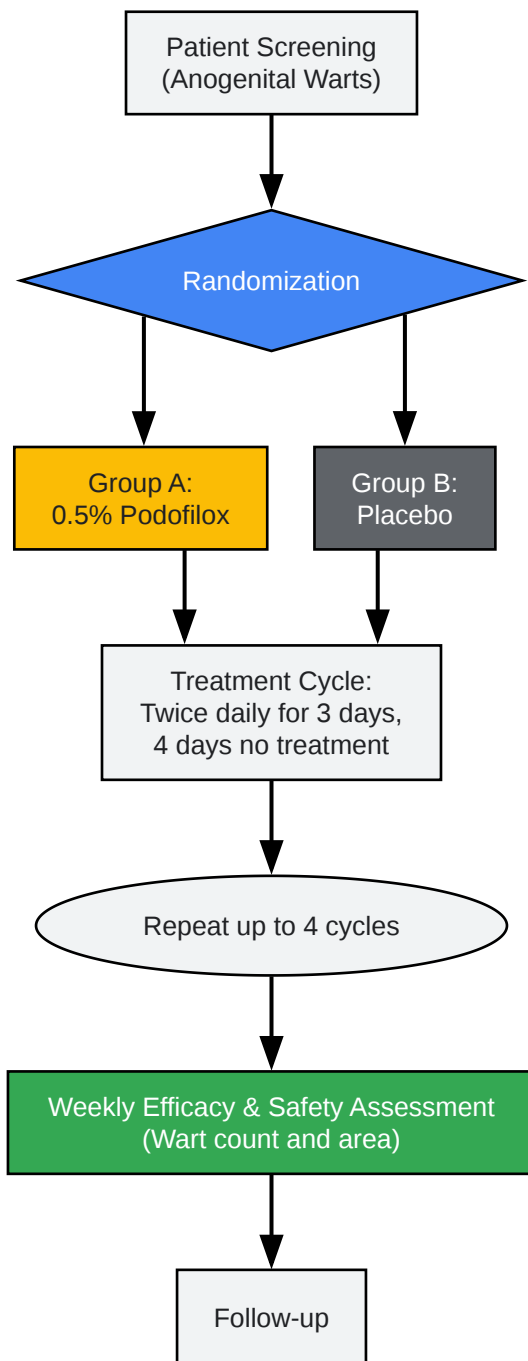 Patient Screening
(Anogenital Warts)
Randomization
Group A:
0.5% Podofilox
Group B:
Placebo
Treatment Cycle:
Twice daily for 3 days,
4 days no treatment
Repeat up to 4 cycles
Weekly Efficacy & Safety Assessment
(Wart count and area)
Follow-up